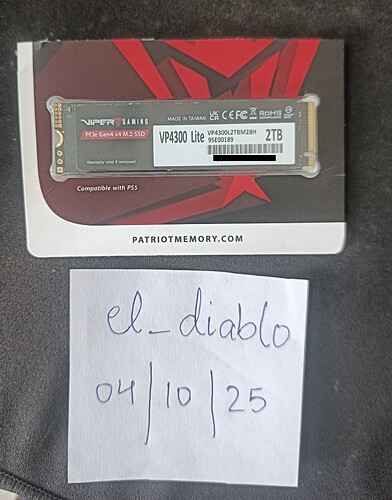 VIPER GAMING
PCIe Gen4 x4 M.2 SSD
Warranty void if removed
MADE IN TAIWAN
VP4300 Lite
VP4300L2TBM28H
95E00189
2TB
Compatible with PS5
PATRIOTMEMORY.COM
el_diablo
04/10/25